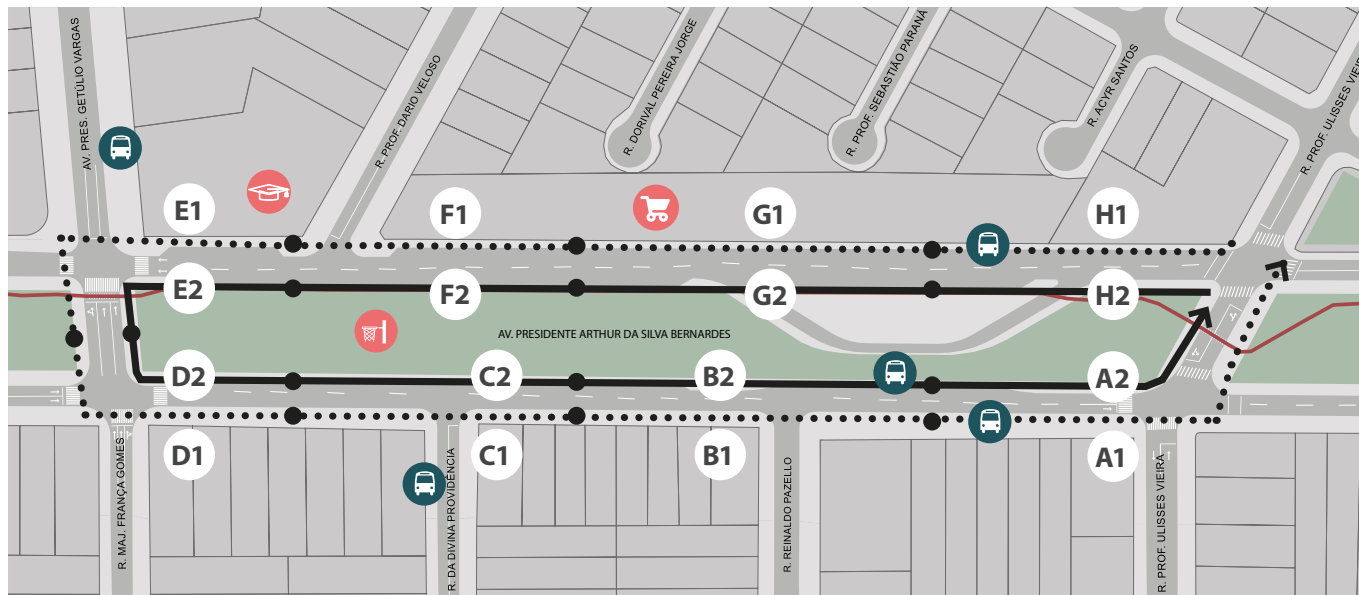 AV. PRES. GETÚLIO VARGAS
R. PROF. DARIO VELOSO
R. DORIVAL PEREIRA JORGE
R. PROF. SEBASTIÃO PARANÁ
R. ACYR SANTOS
R. PROF. ULISSES VIEI
E1
F1
G1
H1
E2
F2
G2
H2
AV. PRESIDENTE ARTHUR DA SILVA BERNARDES
D2
C2
B2
A2
D1
C1
B1
A1
R. MAJ. FRANÇA GOMES
R. DA DIVINA PROVIDÊNCIA
R. REINALDO PAZELLO
R. PROF. ULISSES VIEIRA